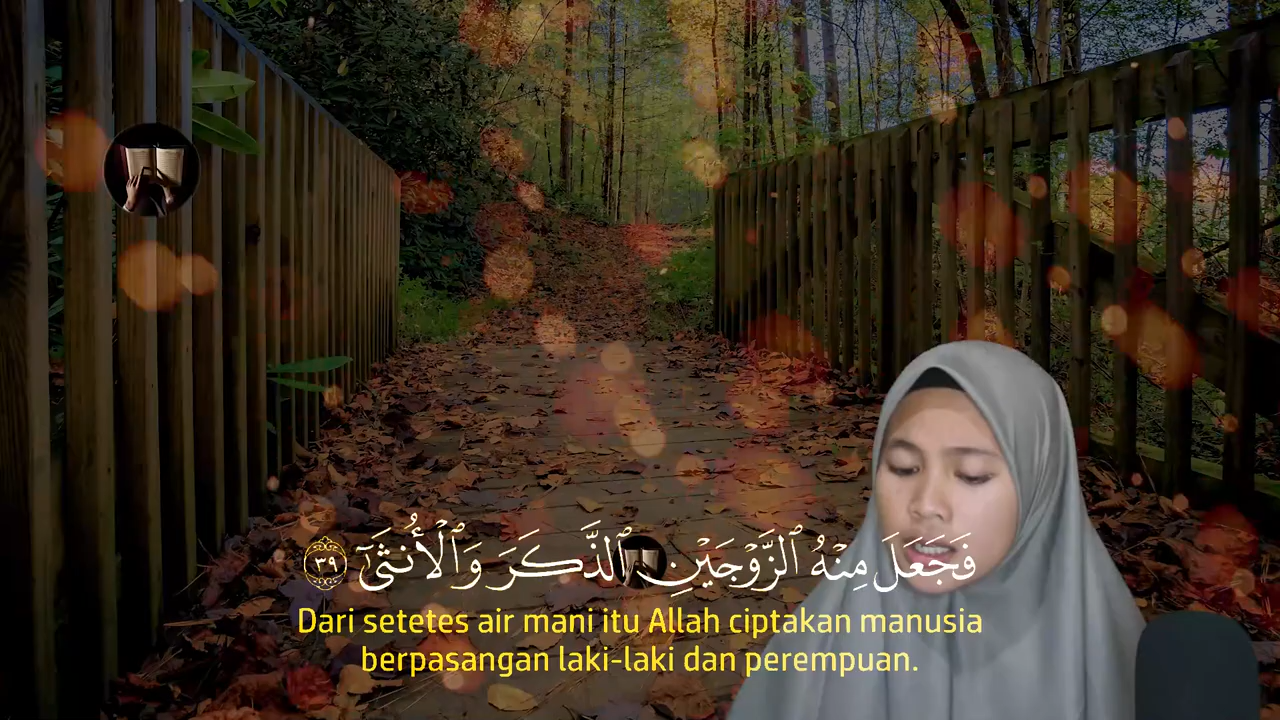 فَجَعَلَ مِنْهُ ٱلزَّوْجَيْنِ ٱلذَّكَرَ وَٱلْأُنثَىٰٓ ٣٩
Dari setetes air mani itu Allah ciptakan manusia
berpasangan laki-laki dan perempuan.